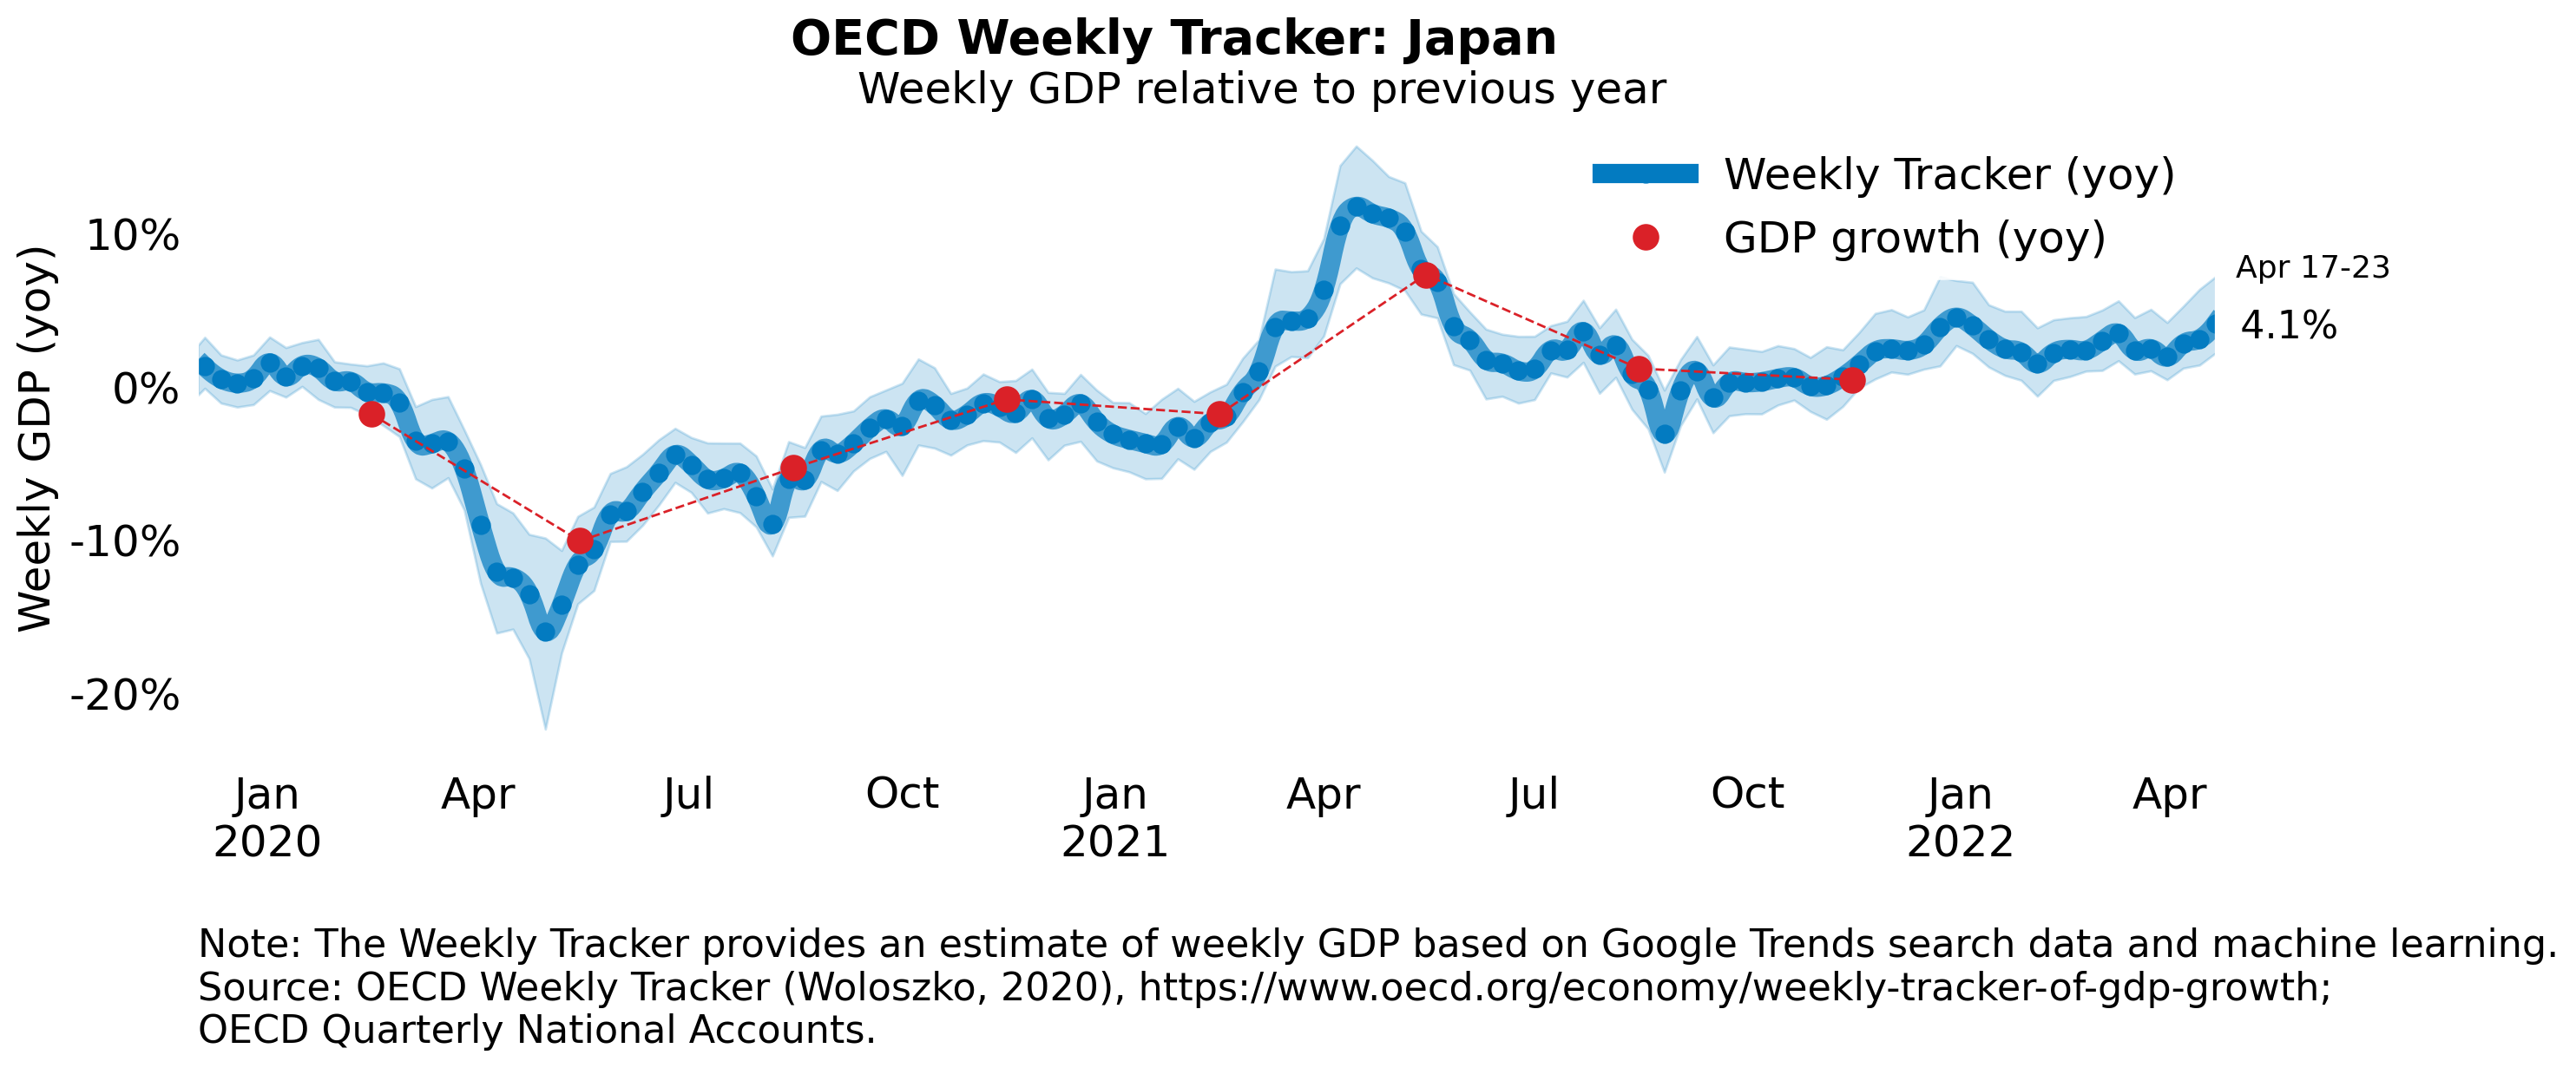 OECD Weekly Tracker: Japan
Weekly GDP relative to previous year
Weekly Tracker (yoy)
GDP growth (yoy)
Apr 17-23
4.1%
Weekly GDP (yoy)
10%
0%
-10%
-20%
Jan Apr Jul Oct Jan Apr Jul Oct Jan Apr
2020 2021 2022
Note: The Weekly Tracker provides an estimate of weekly GDP based on Google Trends search data and machine learning.
Source: OECD Weekly Tracker (Woloszko, 2020), https://www.oecd.org/economy/weekly-tracker-of-gdp-growth;
OECD Quarterly National Accounts.